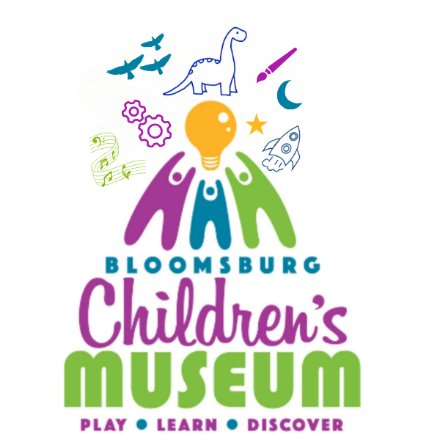 BLOOMSBURG
Children's
MUSEUM
PLAY • LEARN • DISCOVER